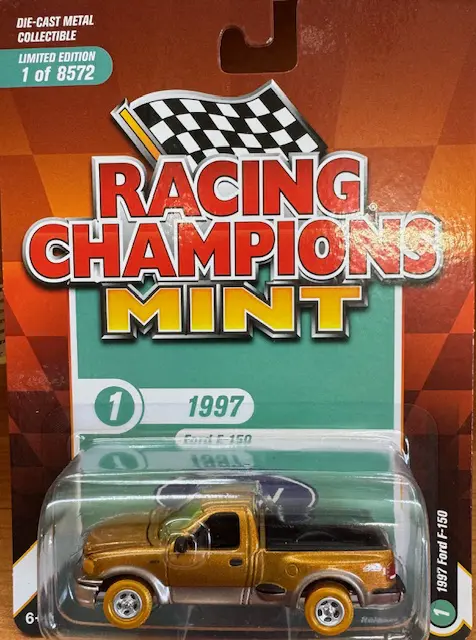 DIE-CAST METAL
COLLECTIBLE
LIMITED EDITION
1 of 8572
RACING
CHAMPIONS®
MINT
1 1997
Ford F-150
1 1997 Ford F-150
6+